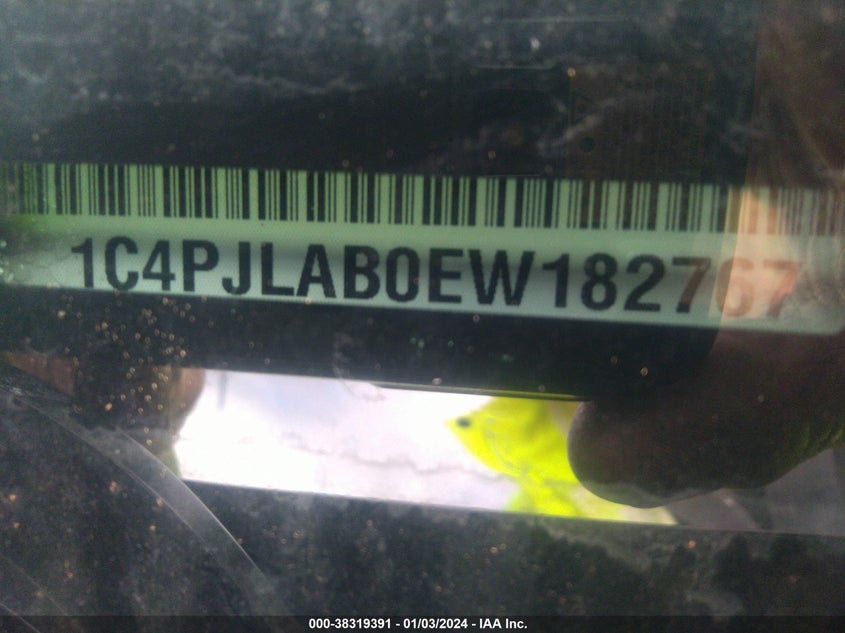 1C4PJLAB0EW182767
000-38319391 - 01/03/2024 - IAA Inc.